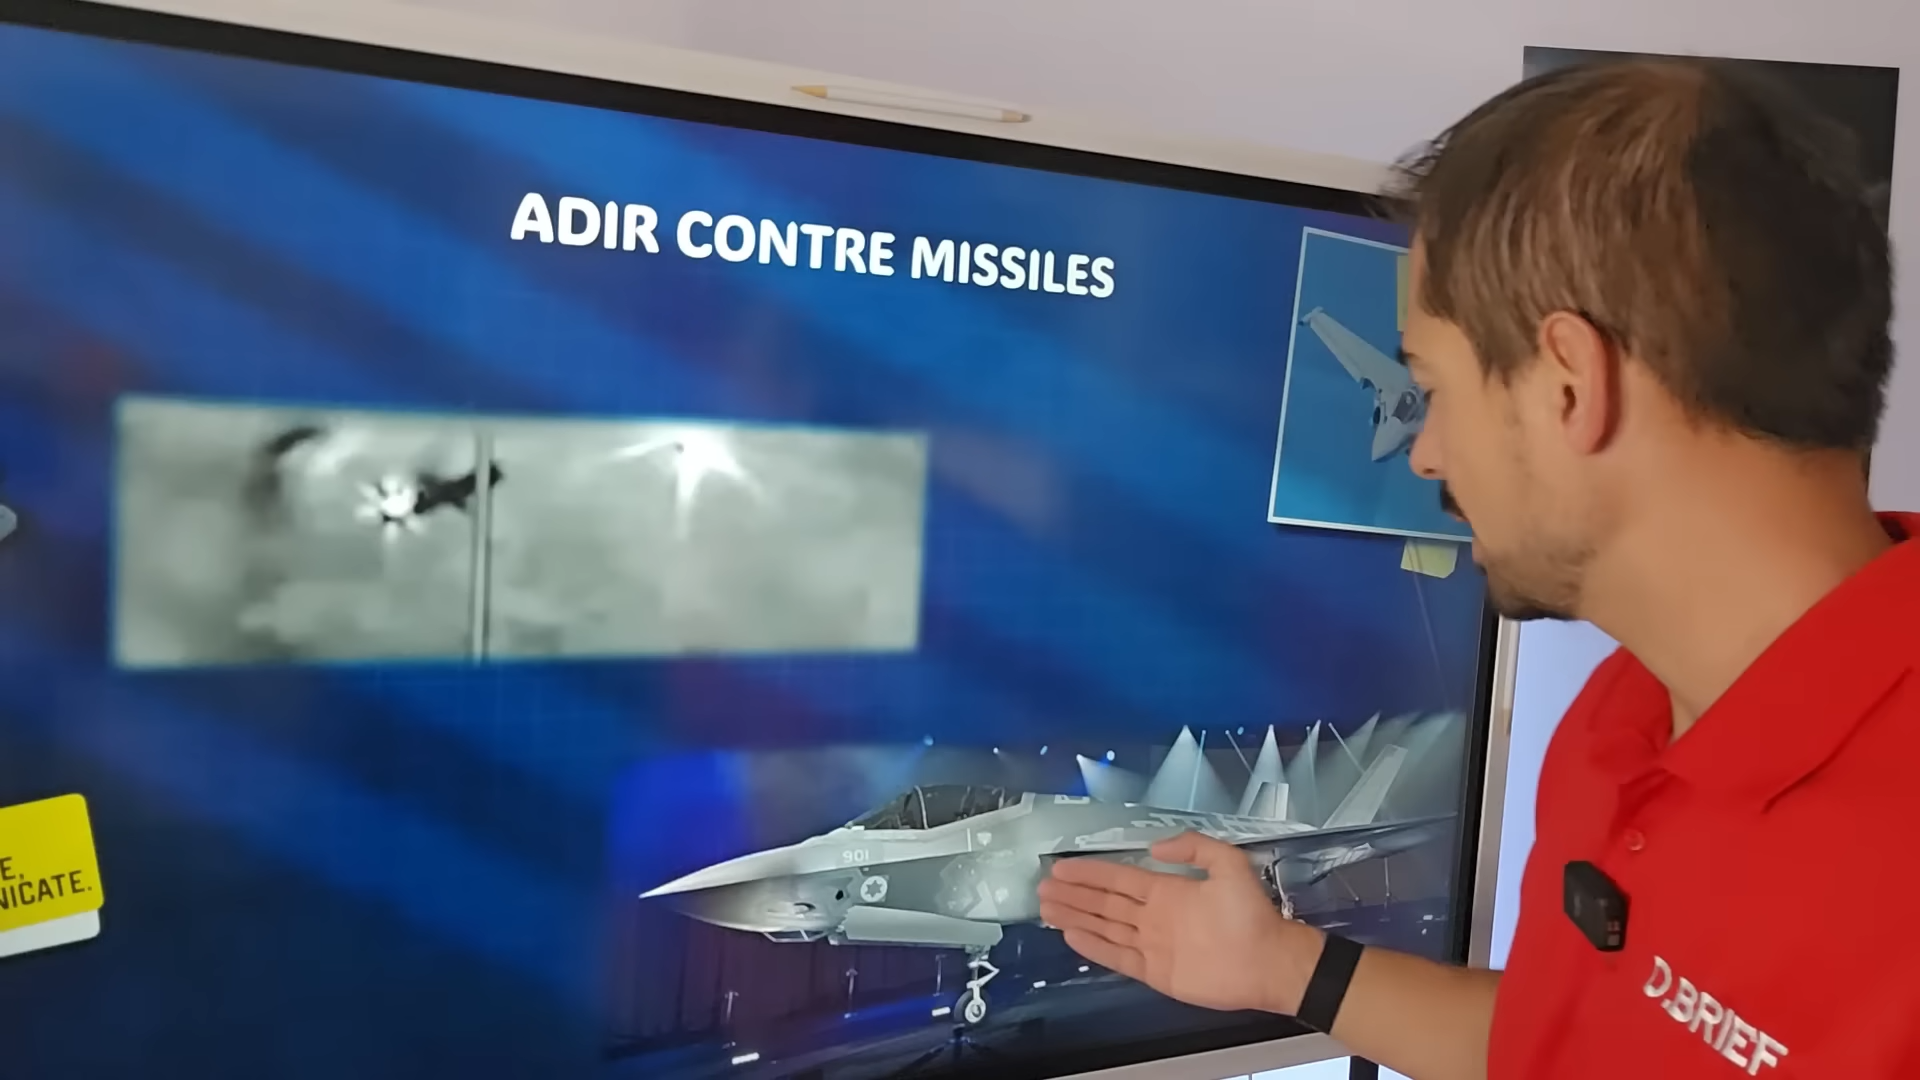 ADIR CONTRE MISSILES
901
E,
NICATE.
D.BRIEF